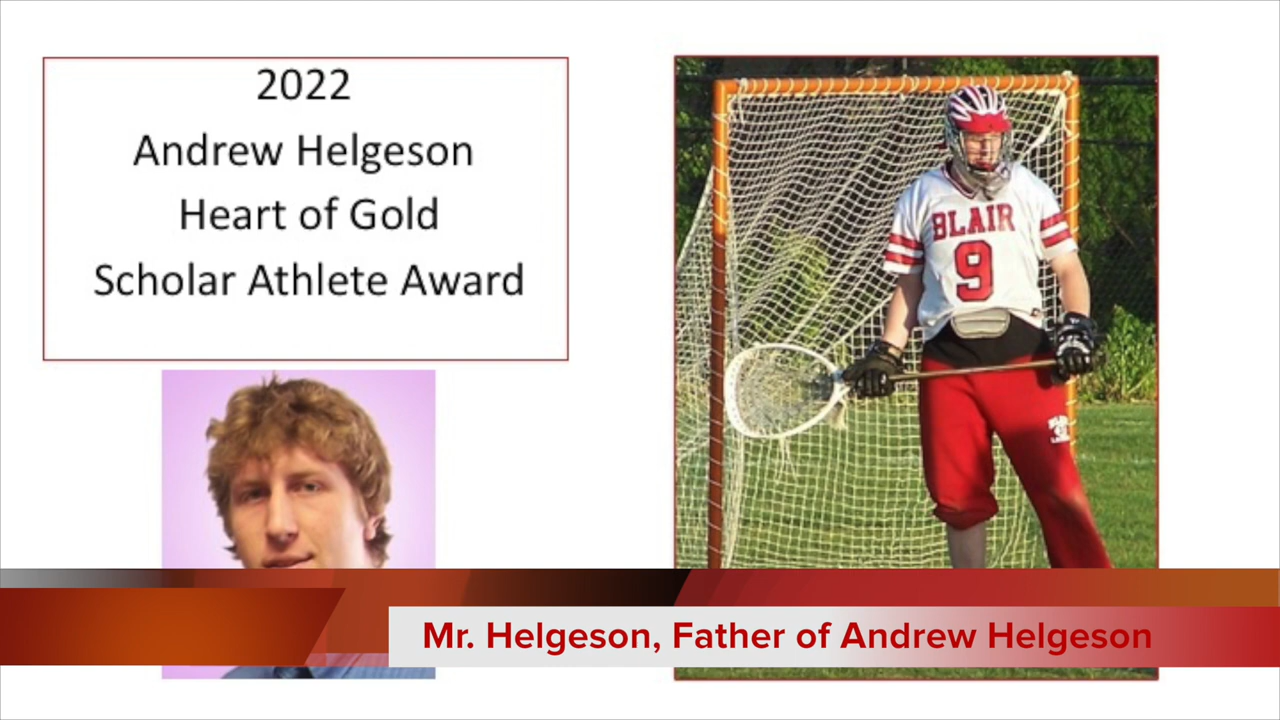 2022
Andrew Helgeson
Heart of Gold
Scholar Athlete Award
BLAIR
9
Mr. Helgeson, Father of Andrew Helgeson